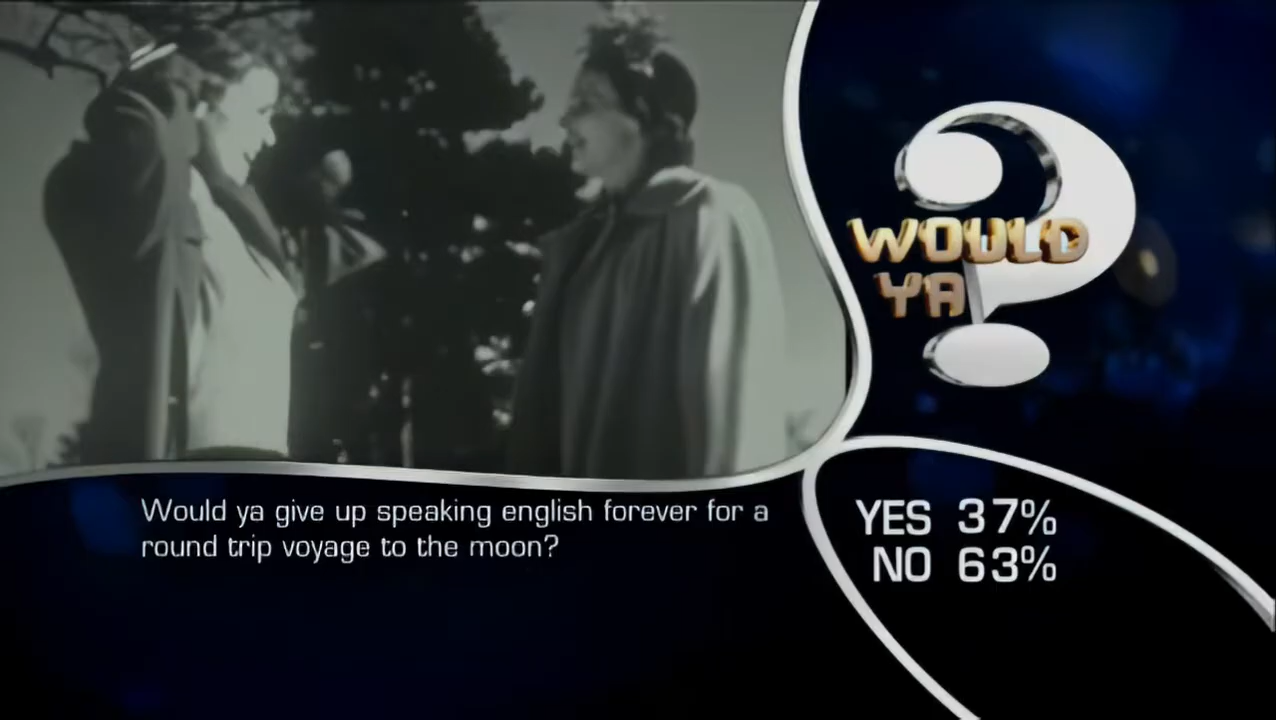 WOULD
YA
Would ya give up speaking english forever for a
round trip voyage to the moon?
YES 37%
NO 63%